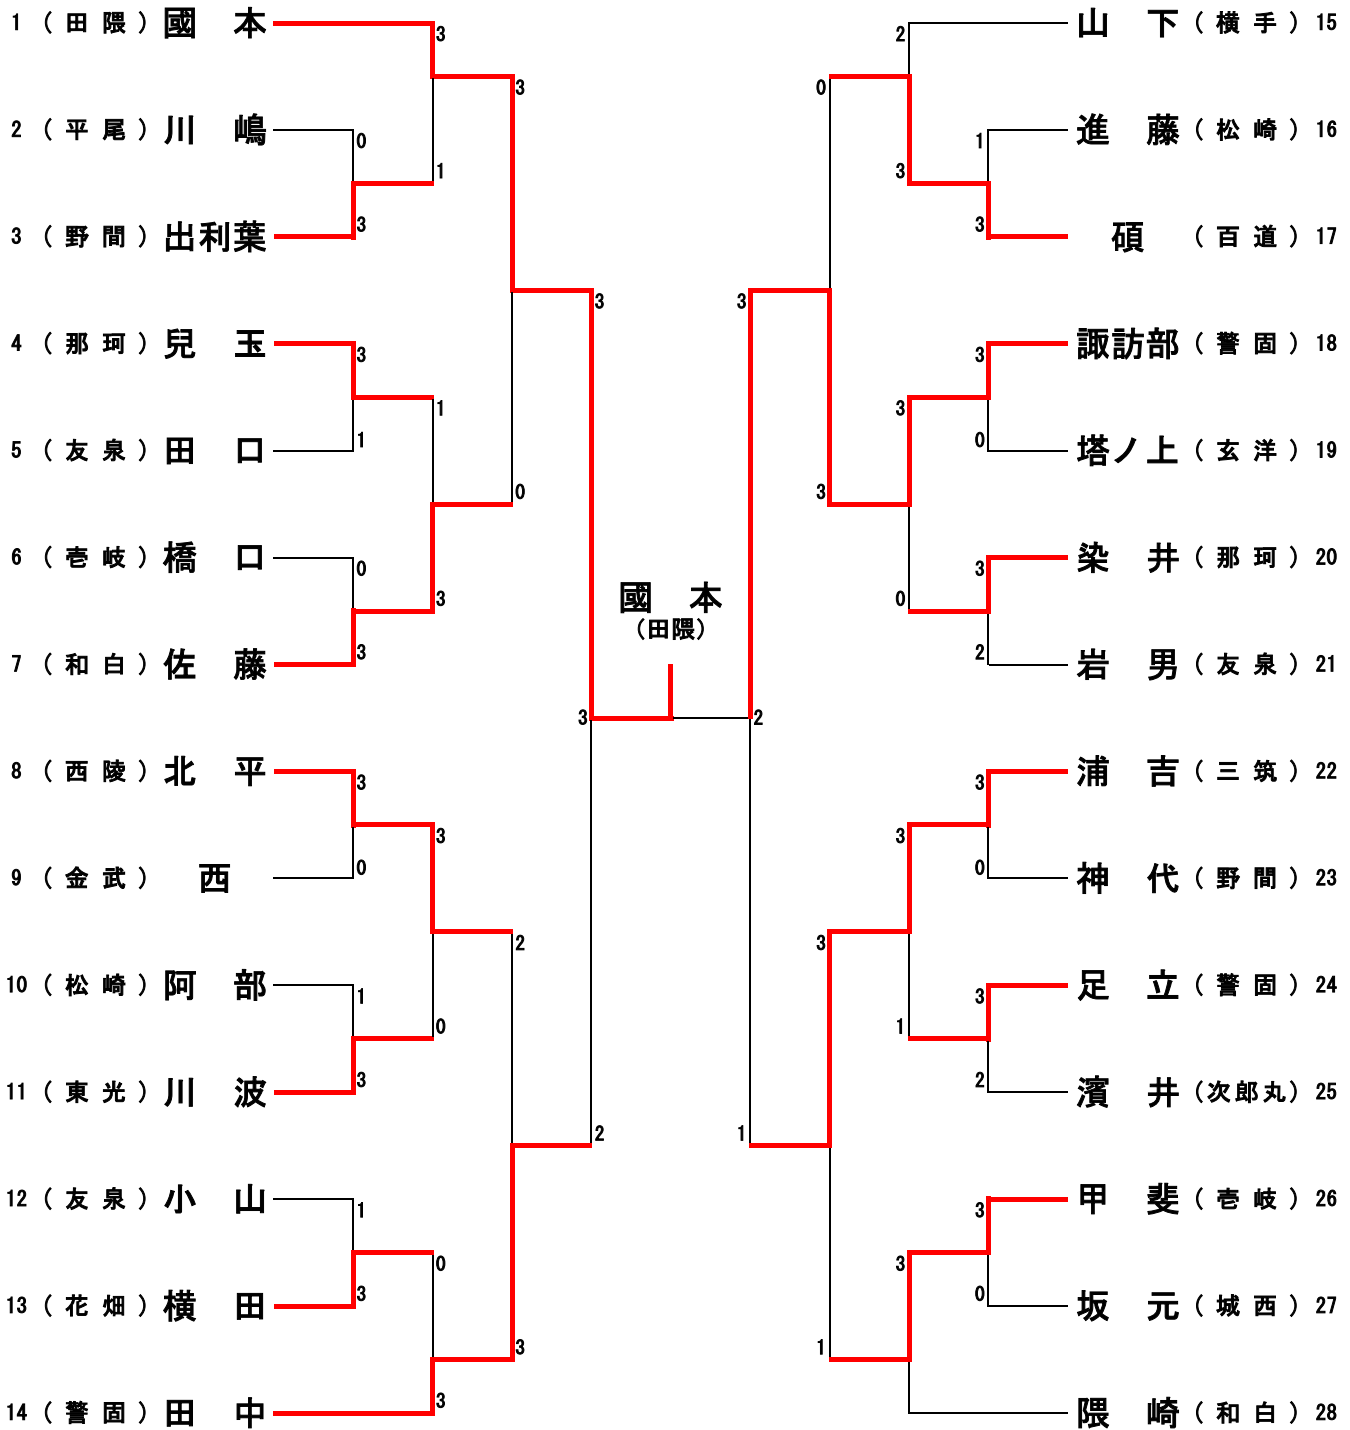 1 （田隈） 國本
2 （平尾） 川嶋
3 （野間） 出利葉
4 （那珂） 兒玉
5 （友泉） 田口
6 （壱岐） 橋口
7 （和白） 佐藤
8 （西陵） 北平
9 （金武） 西
10 （松崎） 阿部
11 （東光） 川波
12 （友泉） 小山
13 （花畑） 横田
14 （警固） 田中
3
0
3
1
3
3
1
1
0
3
3
0
3
0
3
3
1
3
0
2
1
3
0
3
3
2
國本
（田隈）
3
2
2
1
3
3
0
3
0
3
3
2
0
3
3
3
0
3
3
2
1
3
3
0
3
1
1
山下 （横手） 15
進藤 （松崎） 16
碩 （百道） 17
諏訪部 （警固） 18
塔ノ上 （玄洋） 19
染井 （那珂） 20
岩男 （友泉） 21
浦吉 （三筑） 22
神代 （野間） 23
足立 （警固） 24
濱井 （次郎丸） 25
甲斐 （壱岐） 26
坂元 （城西） 27
隈崎 （和白） 28